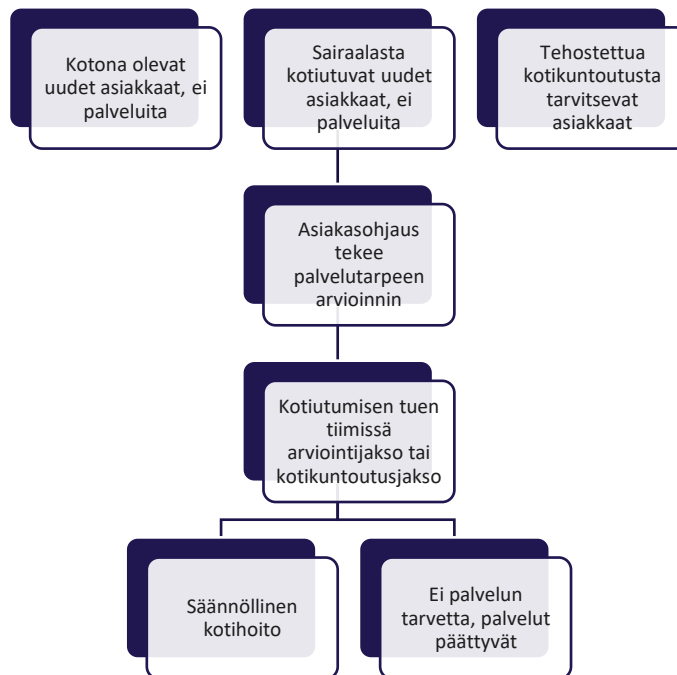 Kotona olevat
uudet asiakkaat, ei
palveluita
Sairaalasta
kotiutuvat uudet
asiakkaat, ei
palveluita
Tehostettua
kotikuntoutusta
tarvitsevat
asiakkaat
Asiakasohjaus
tekee
palvelutarpeen
arvioinnin
Kotiutumisen tuen
tiimissä
arviointijakso tai
kotikuntoutusjakso
Säännöllinen
kotihoito
Ei palvelun
tarvetta, palvelut
päättyvät